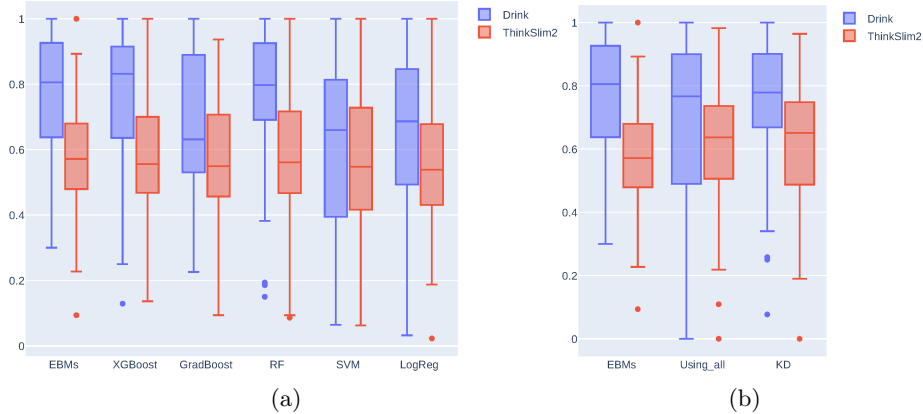 Drink
ThinkSlim2
1
0.8
0.6
0.4
0.2
0
EBMs XGBoost GradBoost RF SVM LogReg
(a)
Drink
ThinkSlim2
1
0.8
0.6
0.4
0.2
0
EBMs Using_all KD
(b)